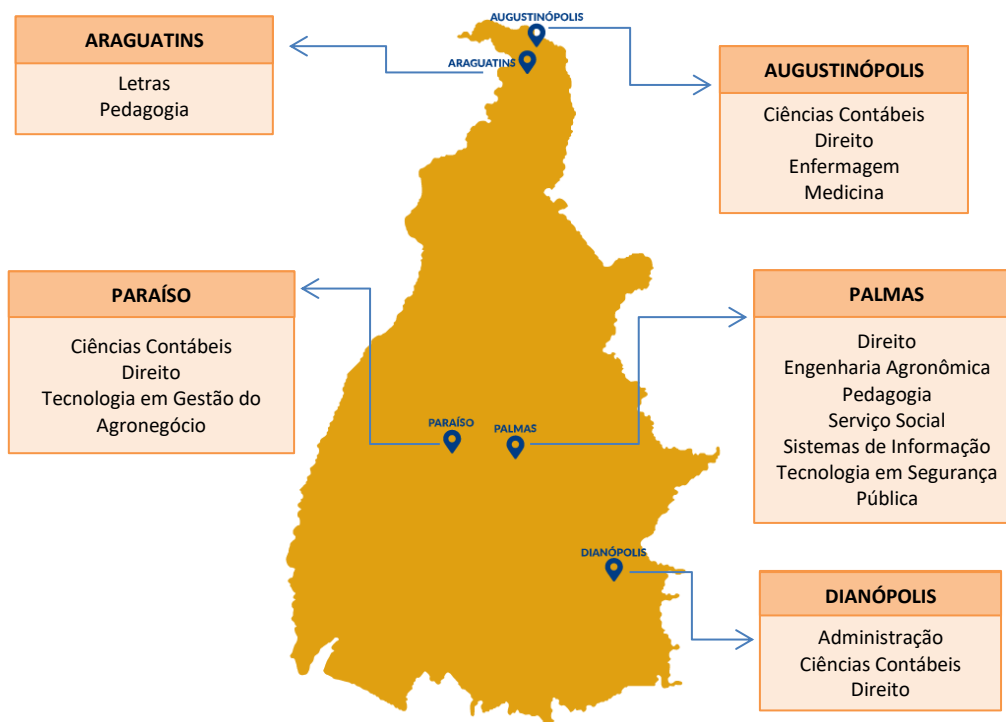 ARAGUATINS
Letras
Pedagogia
AUGUSTINÓPOLIS
ARAGUATINS
AUGUSTINÓPOLIS
Ciências Contábeis
Direito
Enfermagem
Medicina
PARAÍSO
Ciências Contábeis
Direito
Tecnologia em Gestão do
Agronegócio
PARAÍSO
PALMAS
PALMAS
Direito
Engenharia Agronômica
Pedagogia
Serviço Social
Sistemas de Informação
Tecnologia em Segurança
Pública
DIANÓPOLIS
DIANÓPOLIS
Administração
Ciências Contábeis
Direito